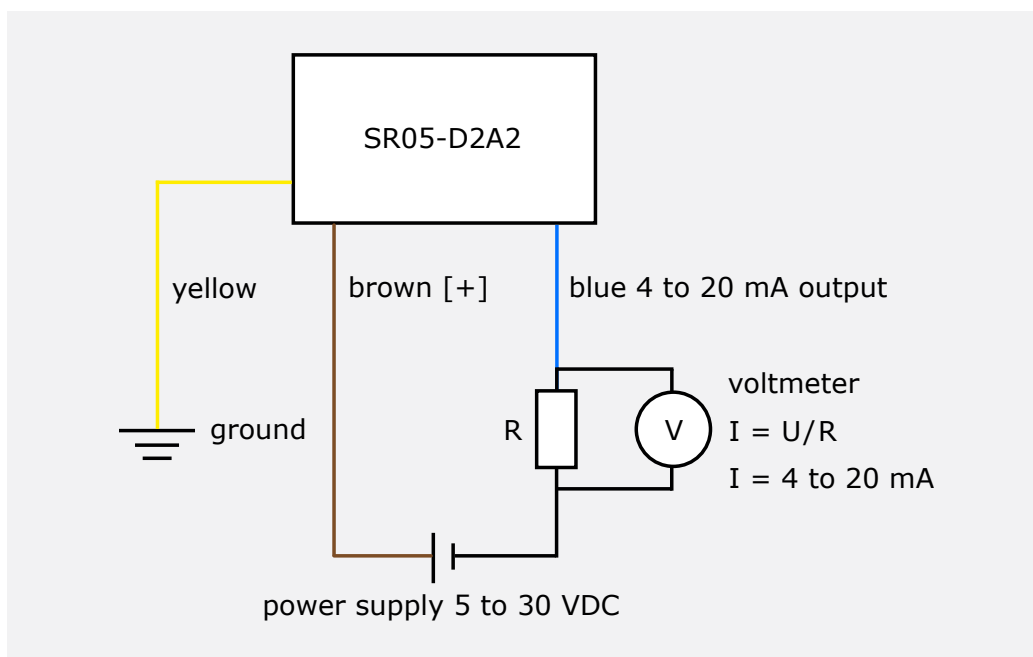 SR05-D2A2
yellow
brown [+]
blue 4 to 20 mA output
ground
R
V
voltmeter
I = U/R
I = 4 to 20 mA
power supply 5 to 30 VDC